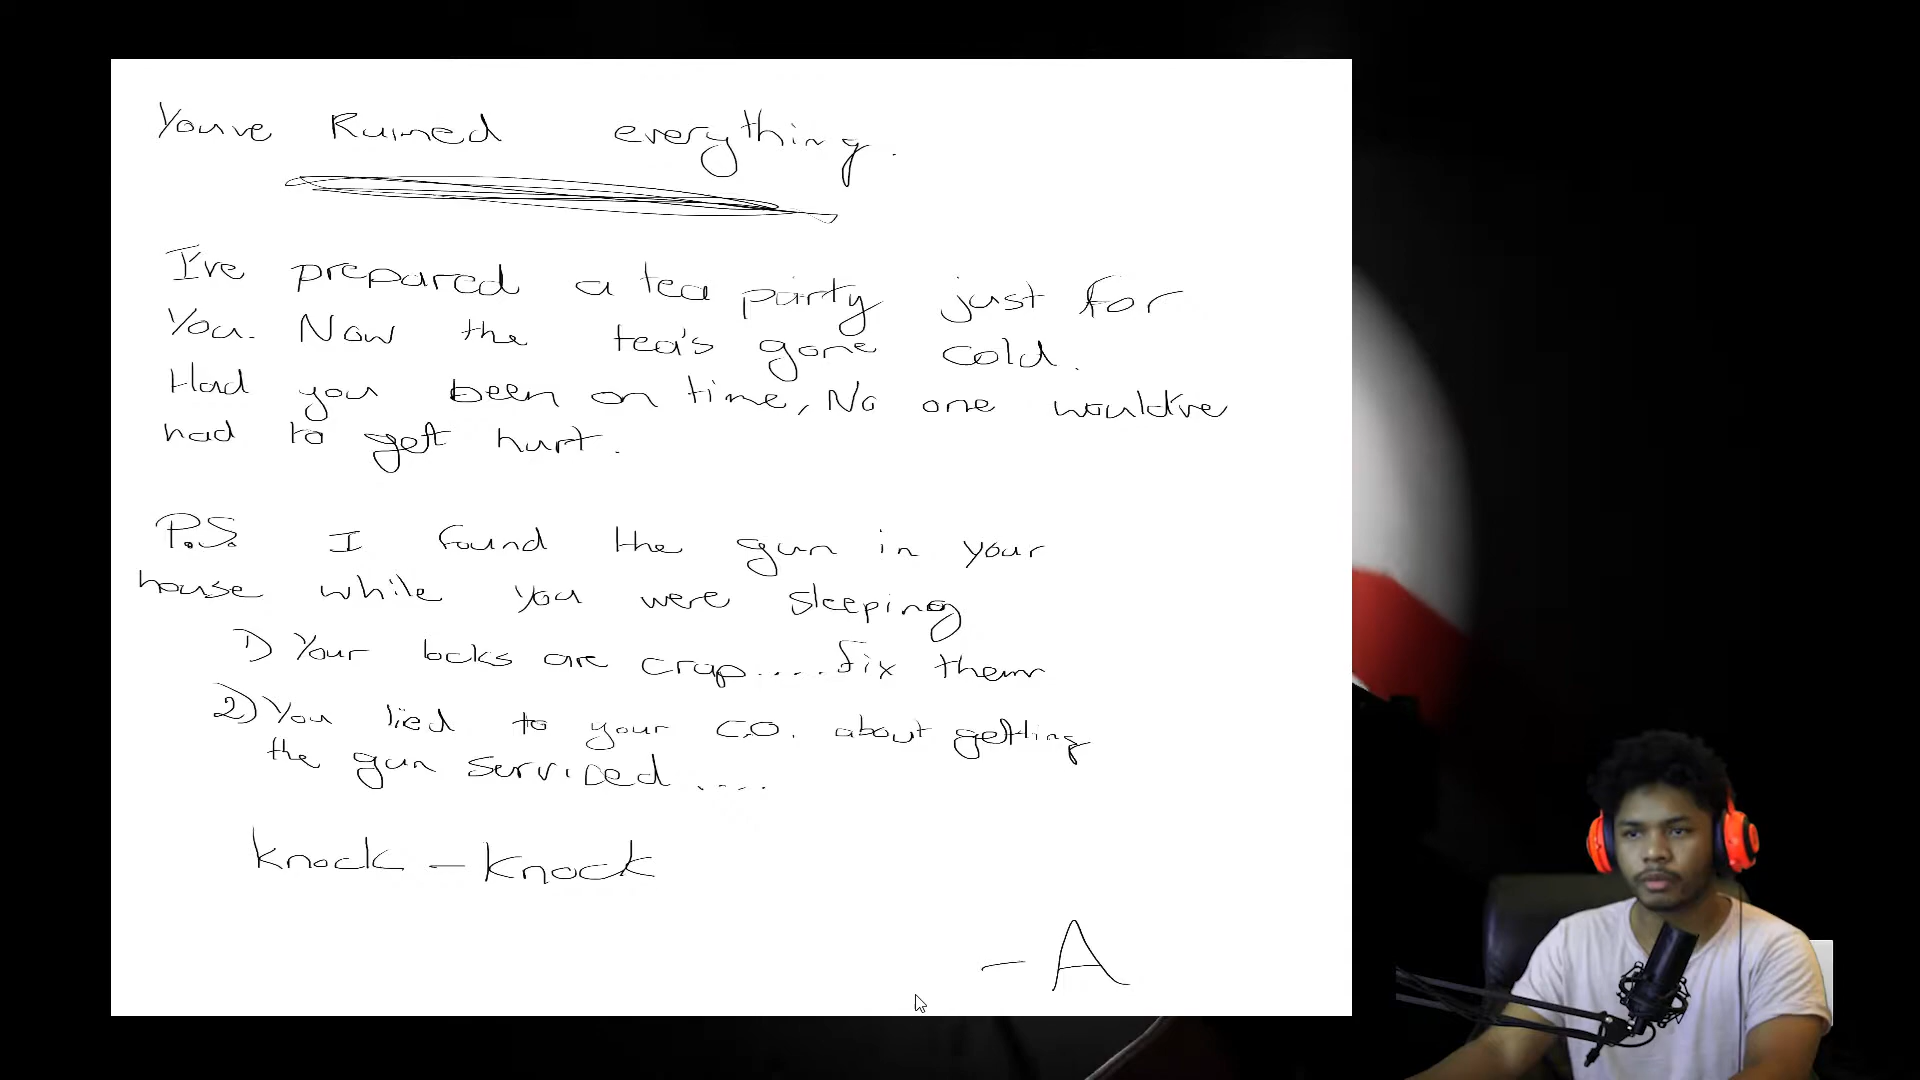 You've Ruined everything.
I've prepared a tea party just for
You. Now the tea's gone cold.
Had you been on time, No one would've
had to get hurt.
P.S. I found the gun in your
house while you were sleeping
1) Your locks are crap.... fix them
2) You lied to your C.O. about getting
the gun serviced ....
knock - knock
- A